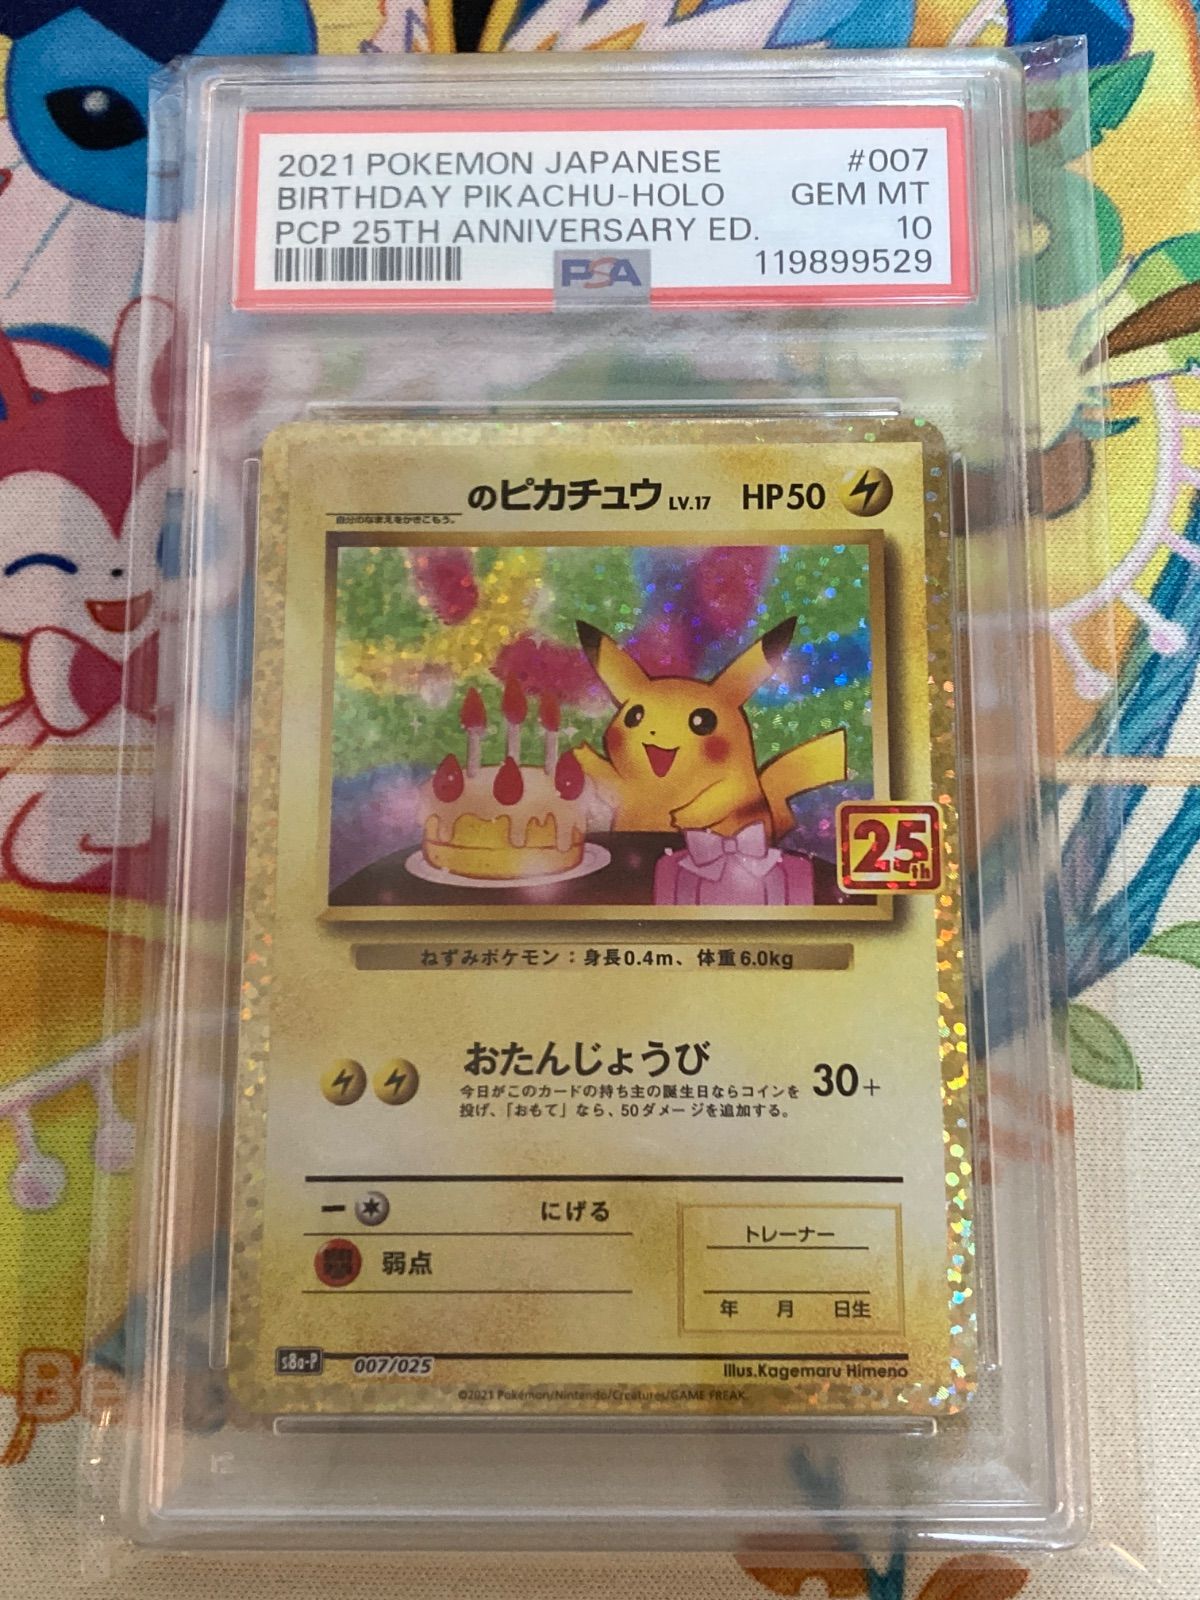 2021 POKEMON JAPANESE #007
BIRTHDAY PIKACHU-HOLO GEM MT
PCP 25TH ANNIVERSARY ED. 10
PSA 119899529
のピカチュウ LV.17 HP50
自分のなまえをかきこもう。
25th
ねずみポケモン：身長0.4m、体重6.0kg
おたんじょうび 30+
今日がこのカードの持ち主の誕生日ならコインを
投げ、「おもて」なら、50ダメージを追加する。
にげる
弱点
トレーナー
年 月 日生
s8a-P 007/025 Illus.Kagemaru Himeno
©2021 Pokémon/Nintendo/Creatures/GAME FREAK.